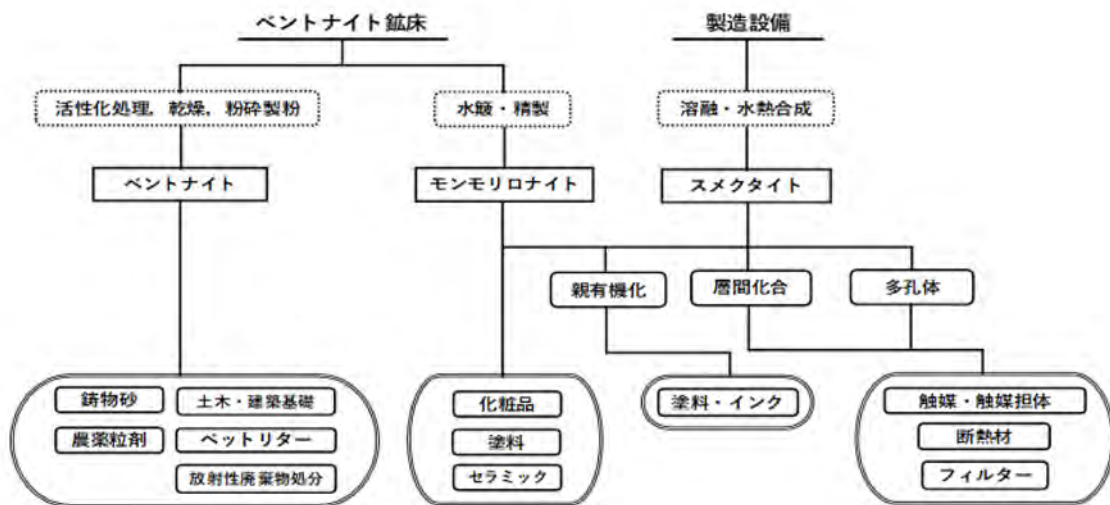 ベントナイト鉱床
製造設備
活性化処理，乾燥，粉砕製粉
水簸・精製
溶融・水熱合成
ベントナイト
モンモリロナイト
スメクタイト
親有機化
層間化合
多孔体
鋳物砂
土木・建築基礎
農薬粒剤
ペットリター
放射性廃棄物処分
化粧品
塗料
セラミック
塗料・インク
触媒・触媒担体
断熱材
フィルター